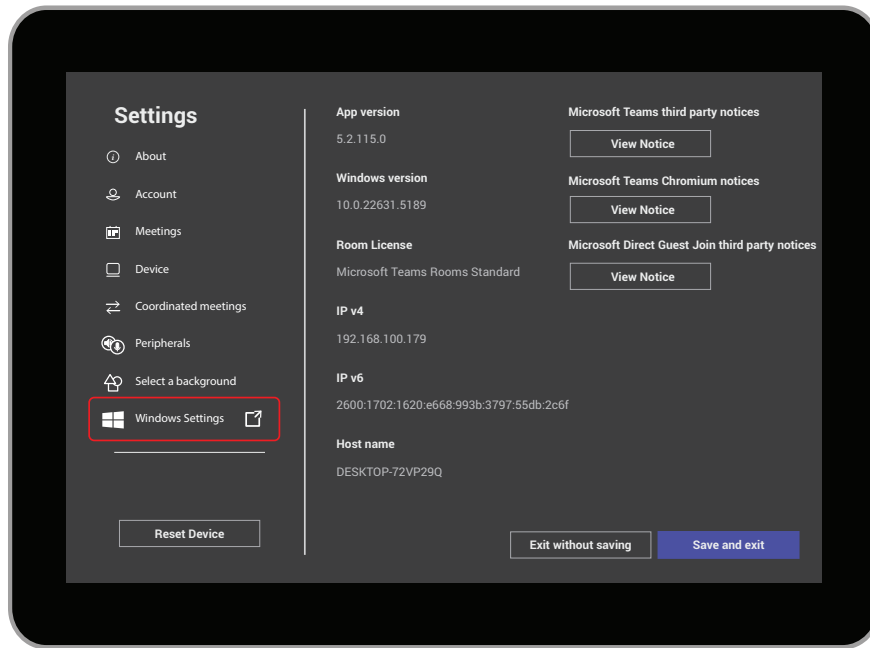 Settings
About
Account
Meetings
Device
Coordinated meetings
Peripherals
Select a background
Windows Settings
Reset Device
App version
5.2.115.0
Windows version
10.0.22631.5189
Room License
Microsoft Teams Rooms Standard
IP v4
192.168.100.179
IP v6
2600:1702:1620:e668:993b:3797:55db:2c6f
Host name
DESKTOP-72VP29Q
Microsoft Teams third party notices
View Notice
Microsoft Teams Chromium notices
View Notice
Microsoft Direct Guest Join third party notices
View Notice
Exit without saving
Save and exit